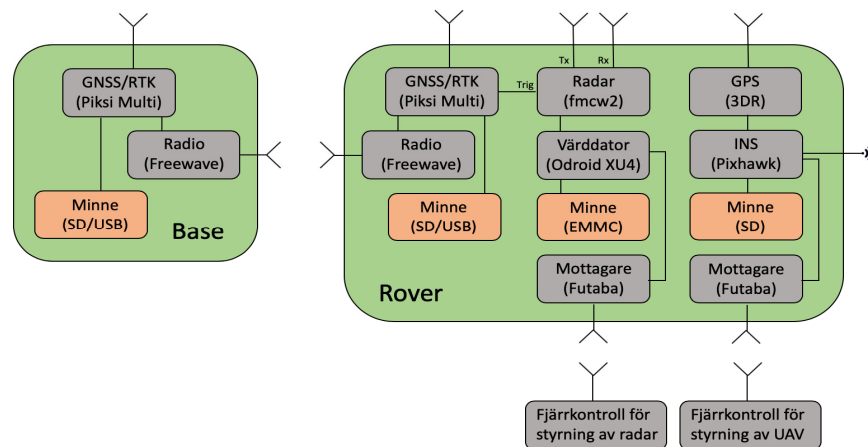 GNSS/RTK
(Piksi Multi)
Radio
(Freewave)
Minne
(SD/USB)
Base
GNSS/RTK
(Piksi Multi)
Trig
Tx
Rx
Radar
(fmcw2)
GPS
(3DR)
Radio
(Freewave)
Värddator
(Odroid XU4)
INS
(Pixhawk)
Minne
(SD/USB)
Minne
(EMMC)
Minne
(SD)
Rover
Mottagare
(Futaba)
Mottagare
(Futaba)
Fjärrkontroll för
styrning av radar
Fjärrkontroll för
styrning av UAV